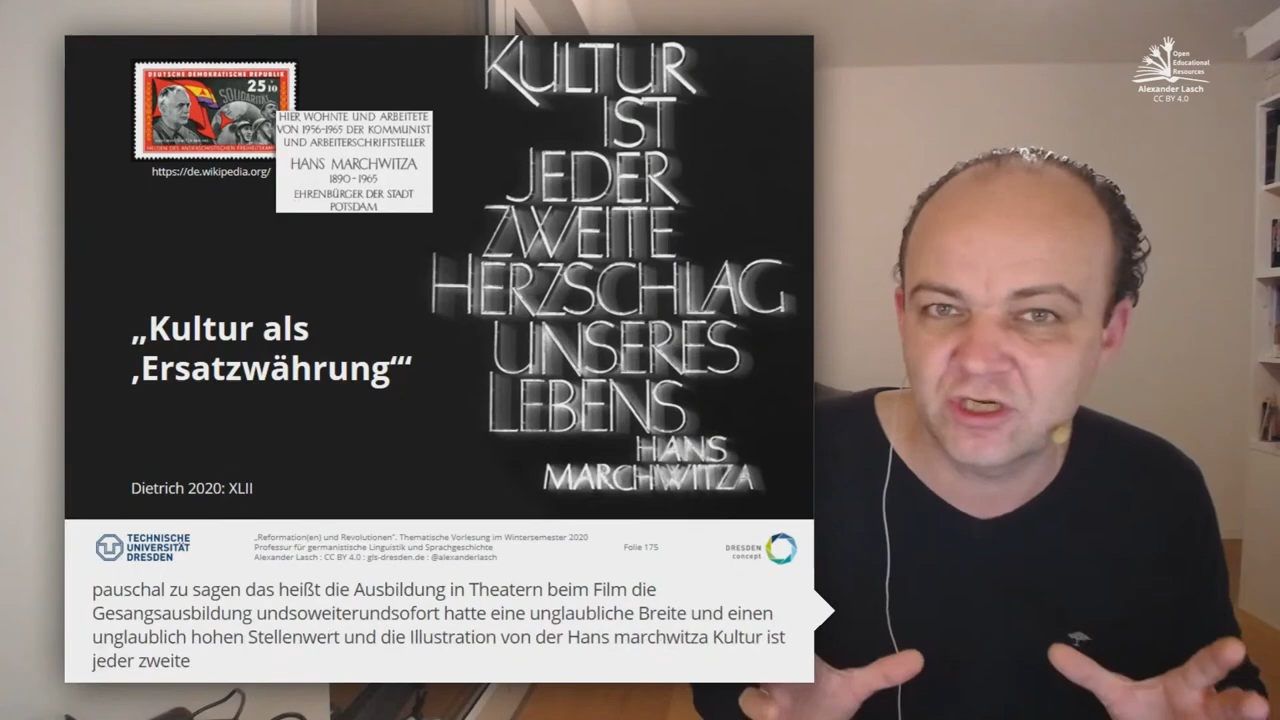 DEUTSCHE DEMOKRATISCHE REPUBLIK
25+10
SOLIDARITÄT
https://de.wikipedia.org/
HIER WOHNTE UND ARBEITETE
VON 1956-1965 DER KOMMUNIST
UND ARBEITERSCHRIFTSTELLER
HANS MARCHWITZA
1890-1965
EHRENBÜRGER DER STADT
POTSDAM
KULTUR
IST
JEDER
ZWEITE
HERZSCHLAG
UNSERES
LEBENS
HANS
MARCHWITZA
„Kultur als
‚Ersatzwährung‘“
Dietrich 2020: XLII
TECHNISCHE
UNIVERSITÄT
DRESDEN
„Reformation(en) und Revolutionen“. Thematische Vorlesung im Wintersemester 2020
Professur für germanistische Linguistik und Sprachgeschichte
Alexander Lasch : CC BY 4.0 : gls-dresden.de : @alexanderlasch
Folie 175
DRESDEN
concept
pauschal zu sagen das heißt die Ausbildung in Theatern beim Film die
Gesangsausbildung undsoweiterundsofort hatte eine unglaubliche Breite und einen
unglaublich hohen Stellenwert und die Illustration von der Hans marchwitza Kultur ist
jeder zweite
Open
Educational
Resources
Alexander Lasch
CC BY 4.0